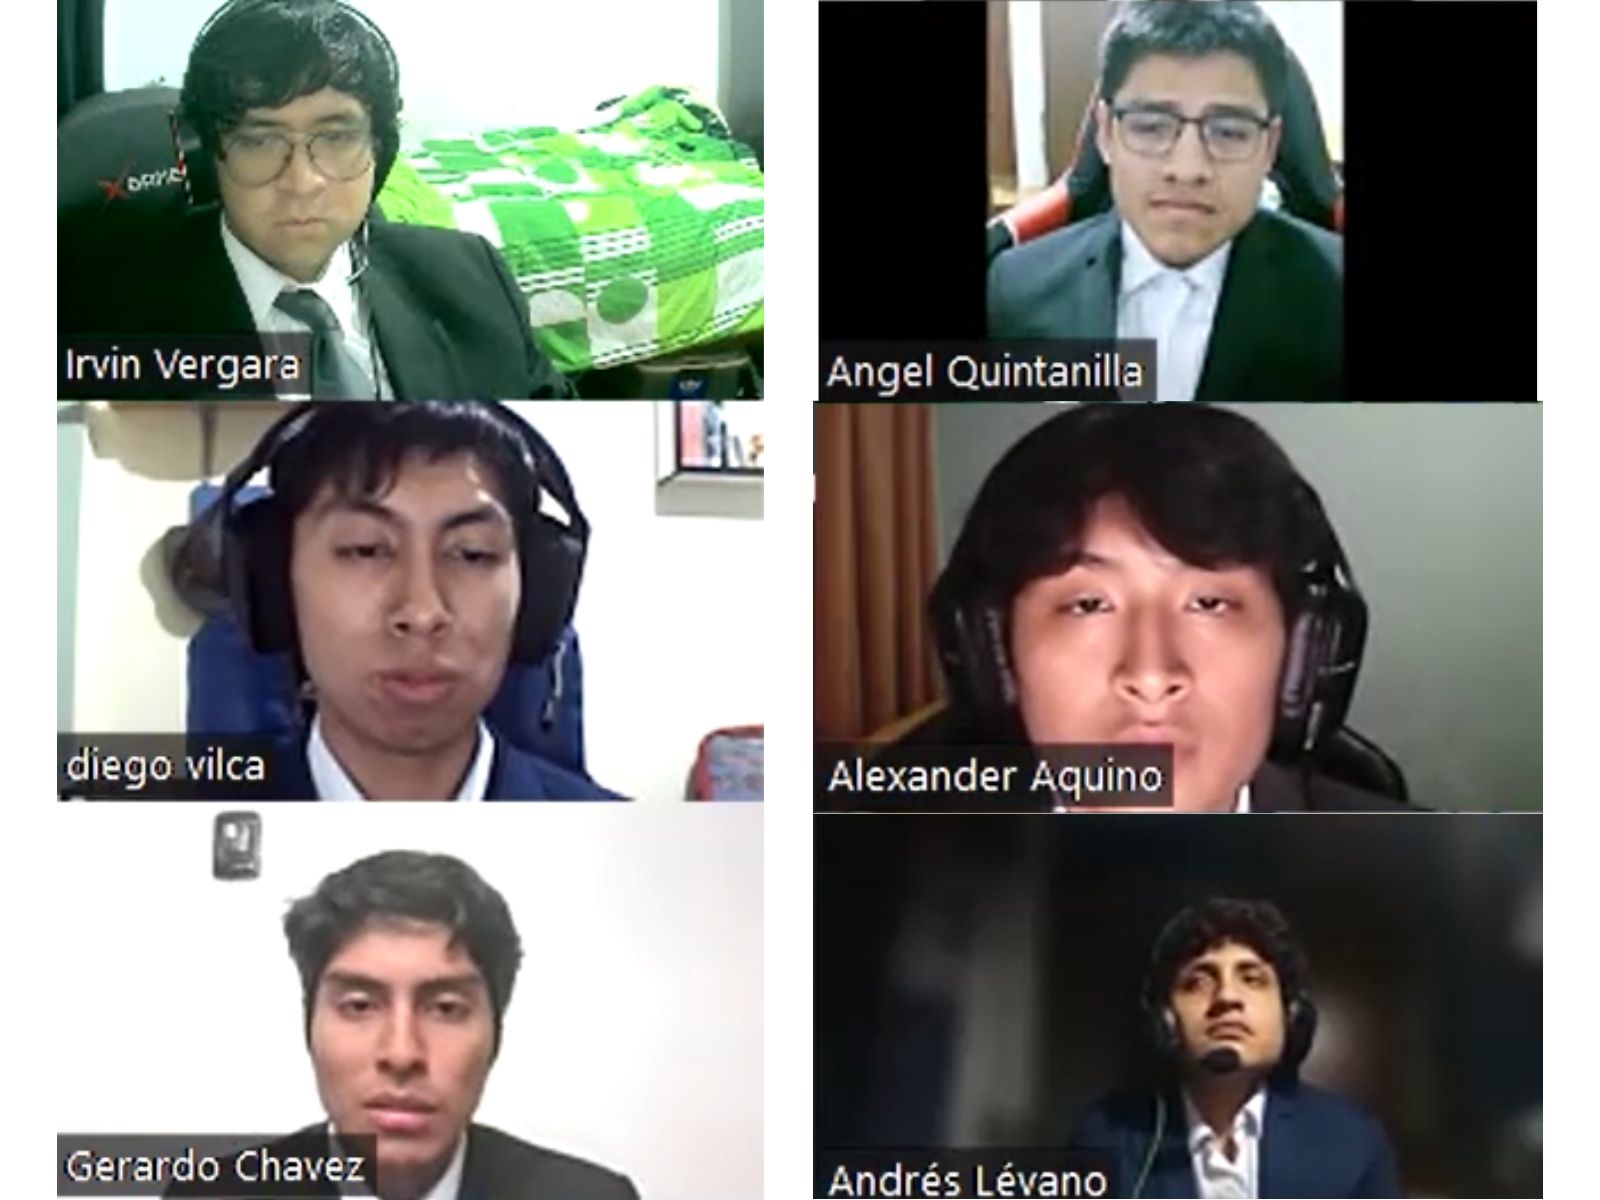 Irvin Vergara
Angel Quintanilla
diego vilca
Alexander Aquino
Gerardo Chavez
Andrés Lévano